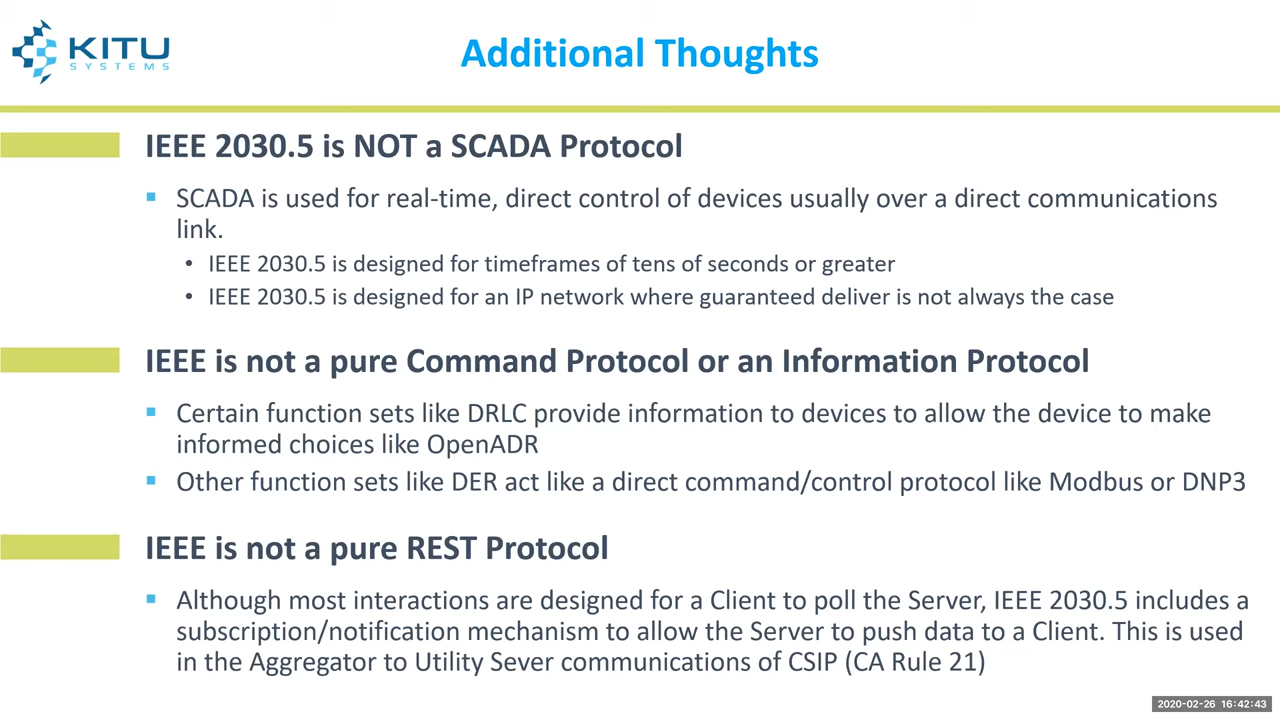 KITU
SYSTEMS
Additional Thoughts
IEEE 2030.5 is NOT a SCADA Protocol
▪ SCADA is used for real-time, direct control of devices usually over a direct communications
link.
• IEEE 2030.5 is designed for timeframes of tens of seconds or greater
• IEEE 2030.5 is designed for an IP network where guaranteed deliver is not always the case
IEEE is not a pure Command Protocol or an Information Protocol
▪ Certain function sets like DRLC provide information to devices to allow the device to make
informed choices like OpenADR
▪ Other function sets like DER act like a direct command/control protocol like Modbus or DNP3
IEEE is not a pure REST Protocol
▪ Although most interactions are designed for a Client to poll the Server, IEEE 2030.5 includes a
subscription/notification mechanism to allow the Server to push data to a Client. This is used
in the Aggregator to Utility Sever communications of CSIP (CA Rule 21)
2020-02-26 16:42:43